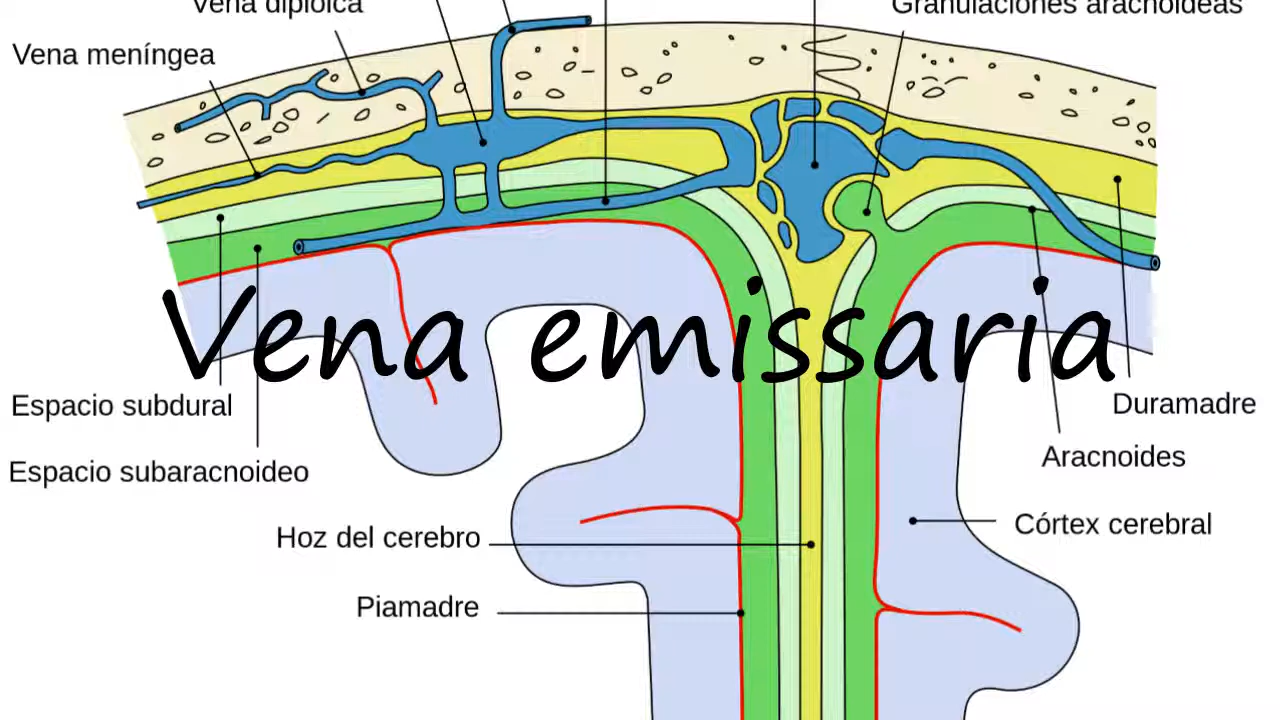 Vena diploica
Granulaciones aracnoideas
Vena meníngea
Vena emissaria
Espacio subdural
Duramadre
Aracnoides
Espacio subaracnoideo
Córtex cerebral
Hoz del cerebro
Piamadre